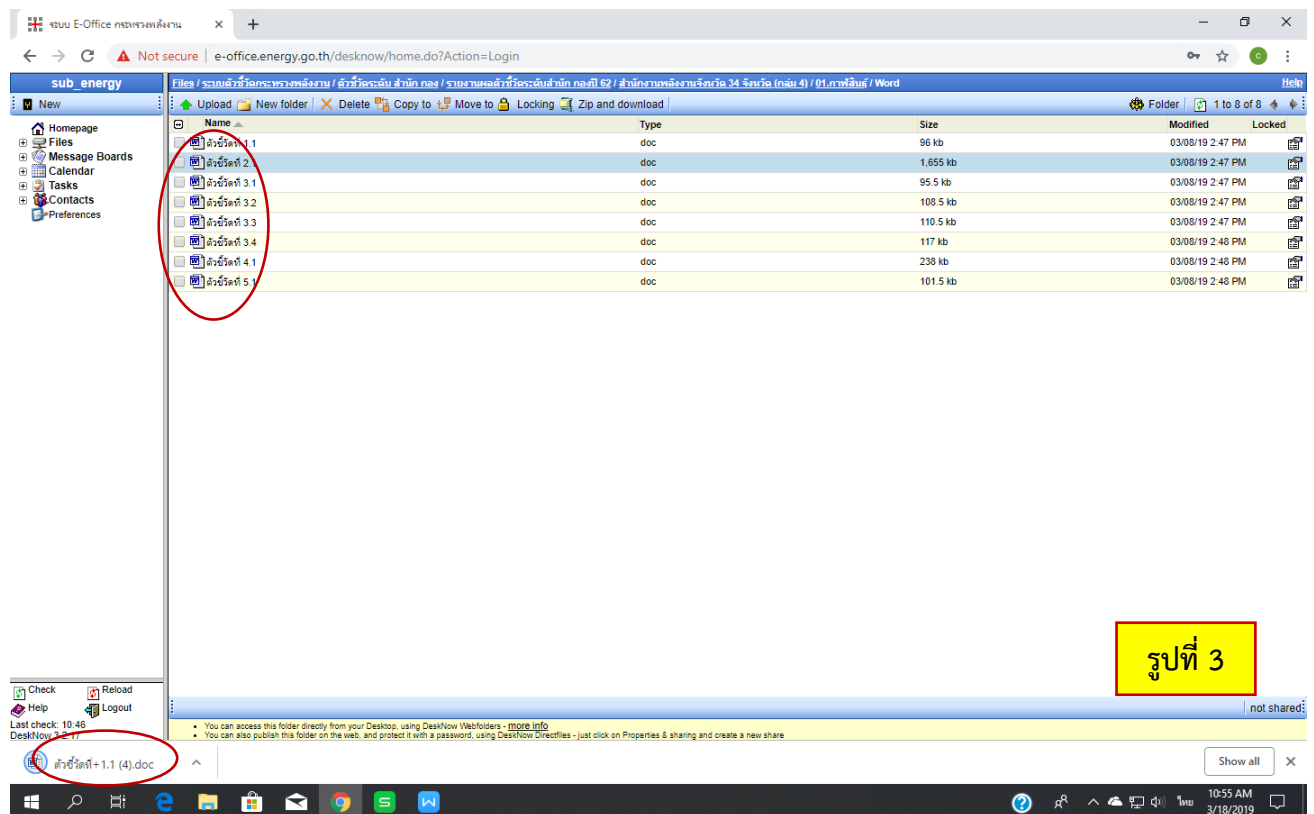 ระบบ E-Office กระทรวงพลังงาน
Not secure | e-office.energy.go.th/desknow/home.do?Action=Login
c
sub_energy
Files / ระบบตัวชี้วัดกระทรวงพลังงาน / ตัวชี้วัดระดับ สำนัก กอง / รายงานผลตัวชี้วัดระดับสำนัก กองปี 62 / สำนักงานพลังงานจังหวัด 34 จังหวัด (กลุ่ม 4) / 01.กาฬสินธุ์ / Word
Help
New
Upload New folder Delete Copy to Move to Locking Zip and download
Folder 1 to 8 of 8
Name Type Size Modified Locked
ตัวชี้วัดที่ 1.1 doc 96 kb 03/08/19 2:47 PM
ตัวชี้วัดที่ 2.1 doc 1,655 kb 03/08/19 2:47 PM
ตัวชี้วัดที่ 3.1 doc 95.5 kb 03/08/19 2:47 PM
ตัวชี้วัดที่ 3.2 doc 108.5 kb 03/08/19 2:47 PM
ตัวชี้วัดที่ 3.3 doc 110.5 kb 03/08/19 2:47 PM
ตัวชี้วัดที่ 3.4 doc 117 kb 03/08/19 2:48 PM
ตัวชี้วัดที่ 4.1 doc 238 kb 03/08/19 2:48 PM
ตัวชี้วัดที่ 5.1 doc 101.5 kb 03/08/19 2:48 PM
Homepage
Files
Message Boards
Calendar
Tasks
Contacts
Preferences
รูปที่ 3
Check Reload
Help Logout
Last check: 10:46
DeskNow 3.2.17
not shared
You can access this folder directly from your Desktop, using DeskNow Webfolders - more info
You can also publish this folder on the web, and protect it with a password, using DeskNow Directfiles - just click on Properties & sharing and create a new share
ตัวชี้วัดที่+1.1 (4).doc
Show all
ไทย
10:55 AM
3/18/2019